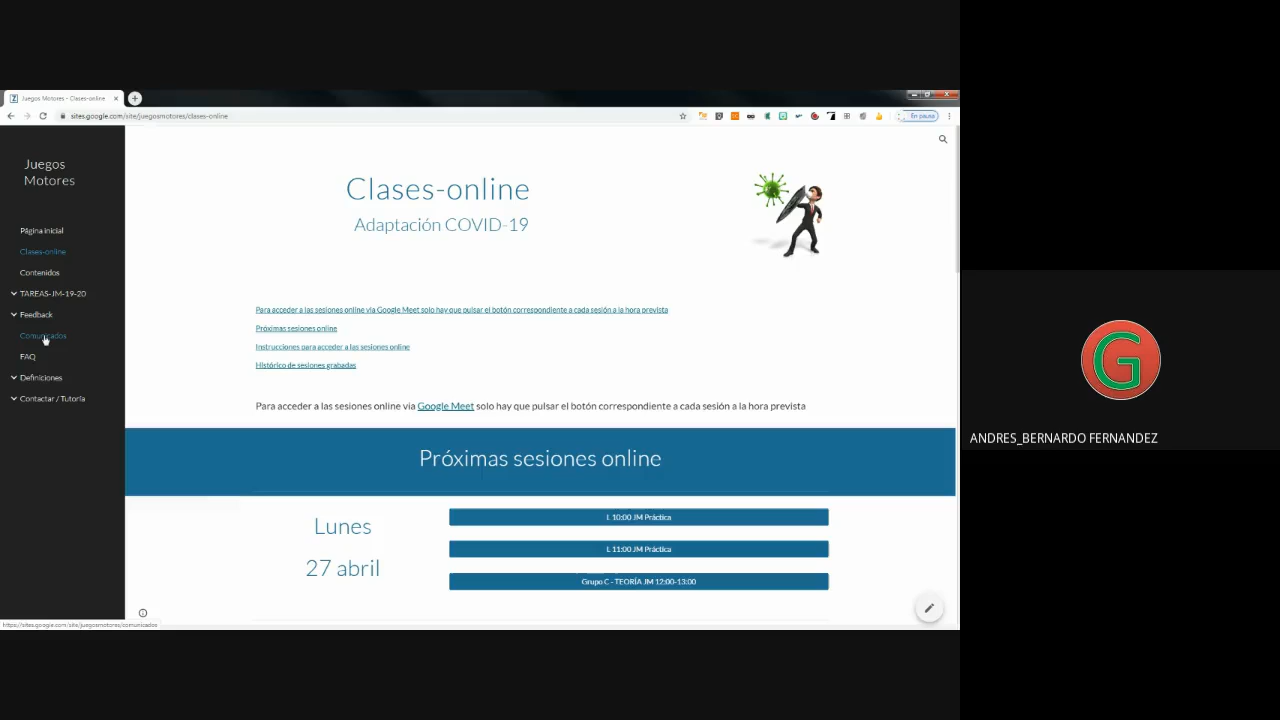 Juegos Motores - Clases-online
sites.google.com/site/juegosmotores/clases-online
En pausa
Juegos
Motores
Página inicial
Clases-online
Contenidos
TAREAS-JM-19-20
Feedback
Comunicados
FAQ
Definiciones
Contactar / Tutoría
Clases-online
Adaptación COVID-19
Para acceder a las sesiones online via Google Meet solo hay que pulsar el botón correspondiente a cada sesión a la hora prevista
Próximas sesiones online
Instrucciones para acceder a las sesiones online
Histórico de sesiones grabadas
Para acceder a las sesiones online via Google Meet solo hay que pulsar el botón correspondiente a cada sesión a la hora prevista
Próximas sesiones online
Lunes
27 abril
L 10:00 JM Práctica
L 11:00 JM Práctica
Grupo C - TEORÍA JM 12:00-13:00
https://sites.google.com/site/juegosmotores/comunicados
G
ANDRES_BERNARDO FERNANDEZ